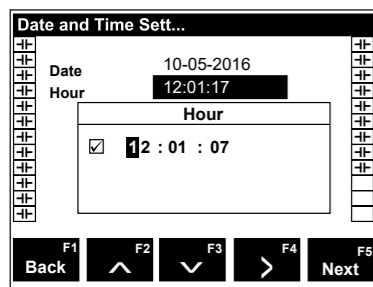 Date and Time Sett...
Date 10-05-2016
Hour 12:01:17
Hour
12 : 01 : 07
F1 F2 F3 F4 F5
Back Next